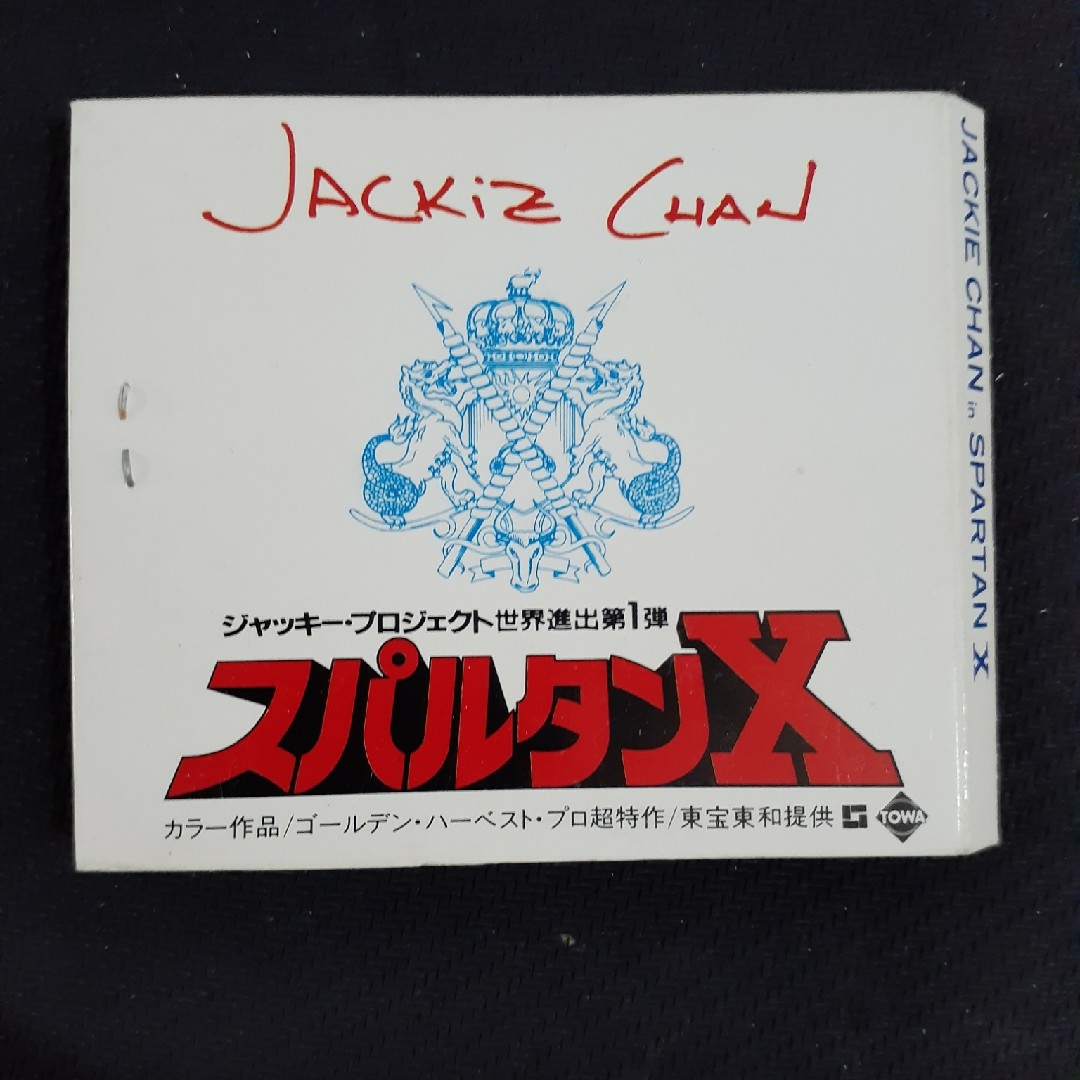 JACKIE CHAN
ジャッキー・プロジェクト世界進出第1弾
スパルタンX
カラー作品/ゴールデン・ハーベスト・プロ超特作/東宝東和提供 TOWA
JACKIE CHAN in SPARTAN X